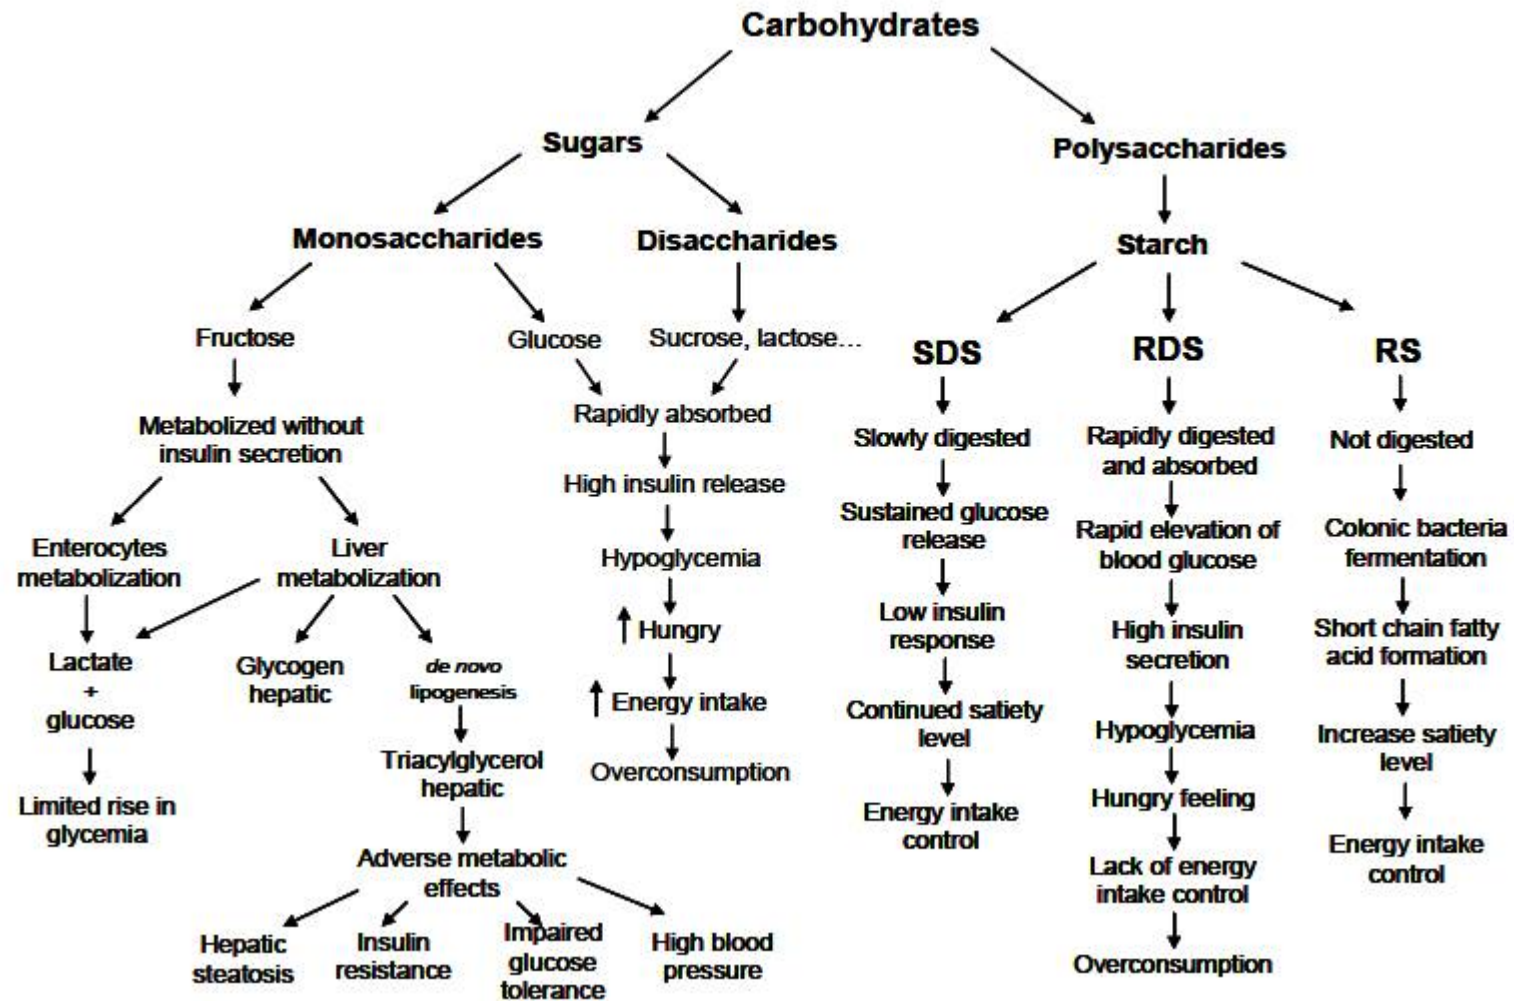 Carbohydrates
Sugars
Polysaccharides
Monosaccharides
Disaccharides
Starch
Fructose
Glucose
Sucrose, lactose...
SDS
RDS
RS
Metabolized without
insulin secretion
Enterocytes
metabolization
Liver
metabolization
Lactate
+
glucose
Limited rise in
glycemia
Glycogen
hepatic
de novo
lipogenesis
Triacylglycerol
hepatic
Adverse metabolic
effects
Hepatic
steatosis
Insulin
resistance
Impaired
glucose
tolerance
High blood
pressure
Rapidly absorbed
High insulin release
Hypoglycemia
Hungry
Energy intake
Overconsumption
Slowly digested
Sustained glucose
release
Low insulin
response
Continued satiety
level
Energy intake
control
Rapidly digested
and absorbed
Rapid elevation of
blood glucose
High insulin
secretion
Hypoglycemia
Hungry feeling
Lack of energy
intake control
Overconsumption
Not digested
Colonic bacteria
fermentation
Short chain fatty
acid formation
Increase satiety
level
Energy intake
control